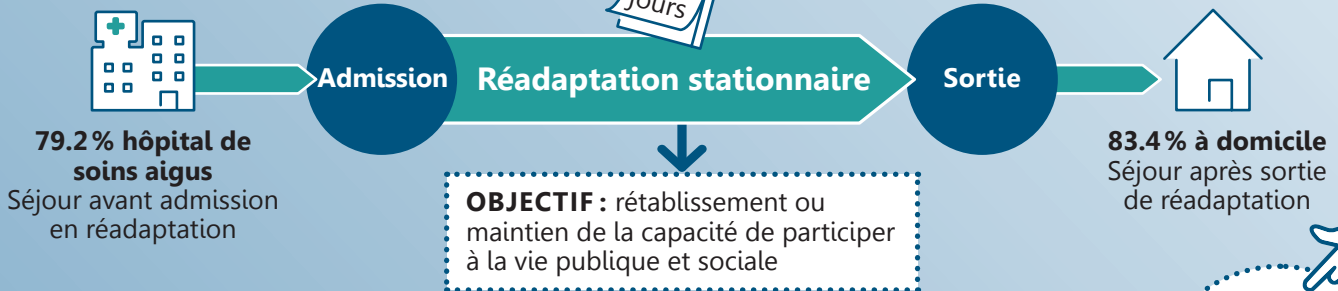 jours
Admission
Réadaptation stationnaire
Sortie
79.2 % hôpital de
soins aigus
Séjour avant admission
en réadaptation
OBJECTIF : rétablissement ou
maintien de la capacité de participer
à la vie publique et sociale
83.4 % à domicile
Séjour après sortie
de réadaptation